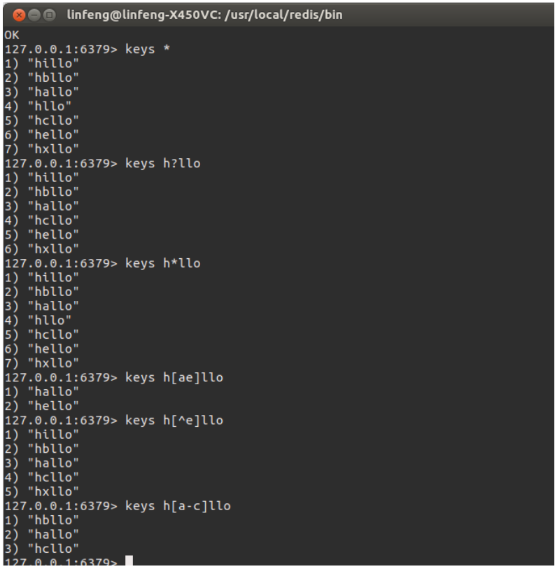 linfeng@linfeng-X450VC: /usr/local/redis/bin
OK
127.0.0.1:6379> keys *
1) "hillo"
2) "hbllo"
3) "hallo"
4) "hllo"
5) "hcllo"
6) "hello"
7) "hxllo"
127.0.0.1:6379> keys h?llo
1) "hillo"
2) "hbllo"
3) "hallo"
4) "hcllo"
5) "hello"
6) "hxllo"
127.0.0.1:6379> keys h*llo
1) "hillo"
2) "hbllo"
3) "hallo"
4) "hllo"
5) "hcllo"
6) "hello"
7) "hxllo"
127.0.0.1:6379> keys h[ae]llo
1) "hallo"
2) "hello"
127.0.0.1:6379> keys h[^e]llo
1) "hillo"
2) "hbllo"
3) "hallo"
4) "hcllo"
5) "hxllo"
127.0.0.1:6379> keys h[a-c]llo
1) "hbllo"
2) "hallo"
3) "hcllo"
127.0.0.1:6379>